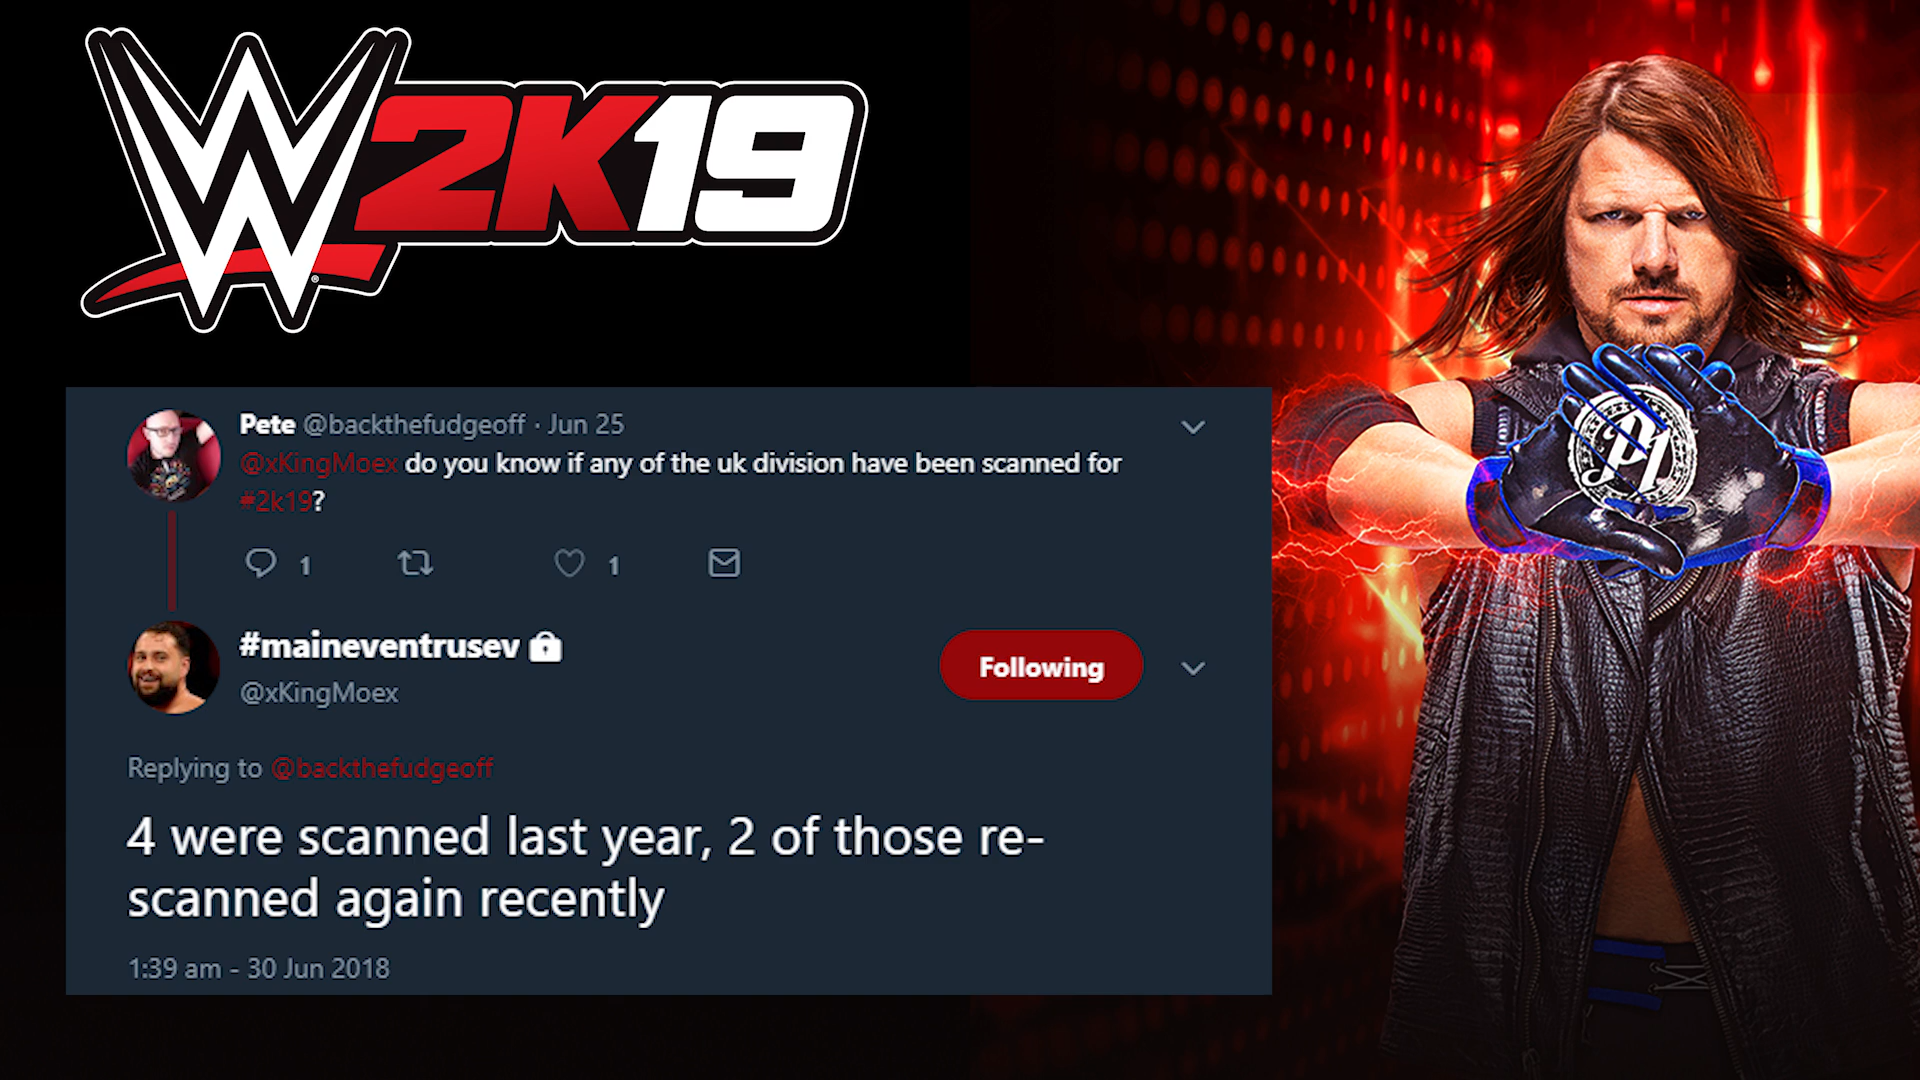 W2K19
Pete @backthefudgeoff · Jun 25
@xKingMoex do you know if any of the uk division have been scanned for
#2k19?
1 1
#maineventrusev
@xKingMoex
Following
Replying to @backthefudgeoff
4 were scanned last year, 2 of those re-
scanned again recently
1:39 am - 30 Jun 2018
P1